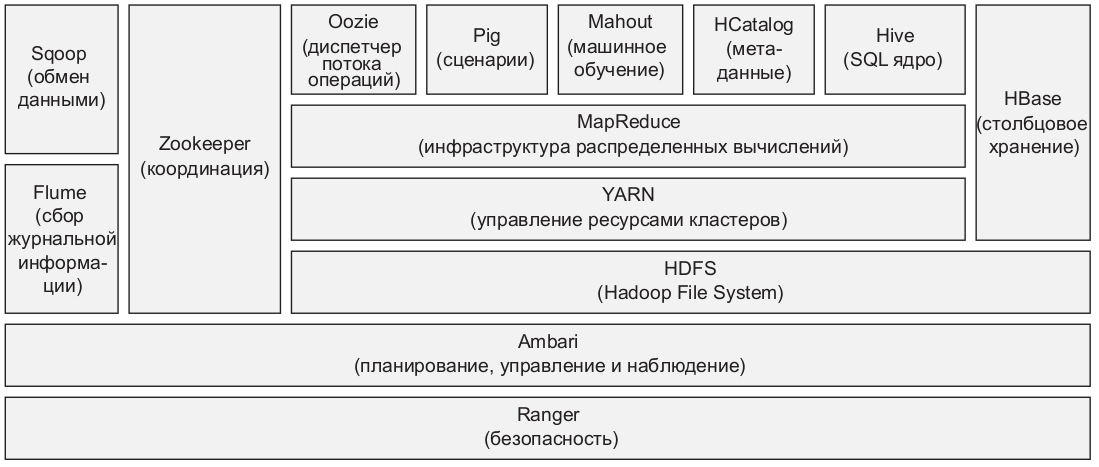 Sqoop
(обмен
данными)
Flume
(сбор
журнальной
информа-
ции)
Zookeeper
(координация)
Oozie
(диспетчер
потока
операций)
Pig
(сценарии)
Mahout
(машинное
обучение)
HCatalog
(мета-
данные)
Hive
(SQL ядро)
MapReduce
(инфраструктура распределенных вычислений)
YARN
(управление ресурсами кластеров)
HBase
(столбцовое
хранение)
HDFS
(Hadoop File System)
Ambari
(планирование, управление и наблюдение)
Ranger
(безопасность)